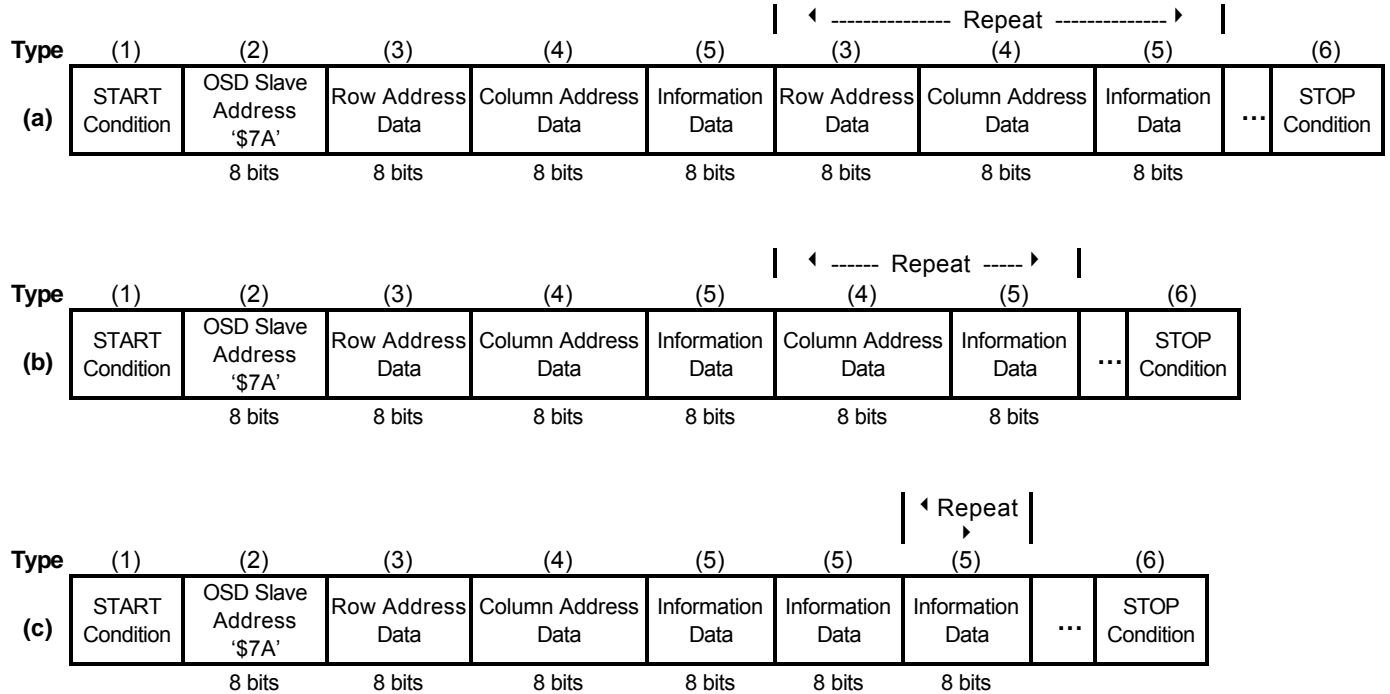 ◄ --------------- Repeat -------------- ►
Type (1) (2) (3) (4) (5) (3) (4) (5) (6)
(a) START Condition OSD Slave Address ‘$7A’ Row Address Data Column Address Data Information Data Row Address Data Column Address Data Information Data ... STOP Condition
8 bits 8 bits 8 bits 8 bits 8 bits 8 bits 8 bits
◄ ------ Repeat ----- ►
Type (1) (2) (3) (4) (5) (4) (5) (6)
(b) START Condition OSD Slave Address ‘$7A’ Row Address Data Column Address Data Information Data Column Address Data Information Data ... STOP Condition
8 bits 8 bits 8 bits 8 bits 8 bits 8 bits
◄ Repeat ►
Type (1) (2) (3) (4) (5) (5) (5) (6)
(c) START Condition OSD Slave Address ‘$7A’ Row Address Data Column Address Data Information Data Information Data Information Data ... STOP Condition
8 bits 8 bits 8 bits 8 bits 8 bits 8 bits